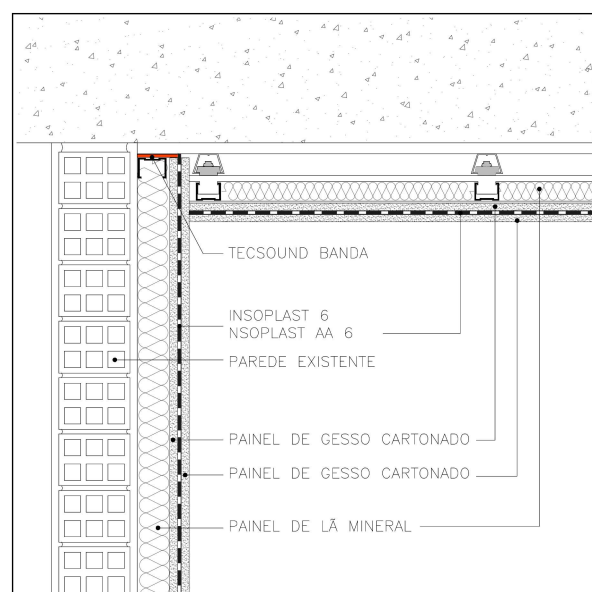 TECSOUND BANDA
INSOPLAST 6
NSOPLAST AA 6
PAREDE EXISTENTE
PAINEL DE GESSO CARTONADO
PAINEL DE GESSO CARTONADO
PAINEL DE LÃ MINERAL